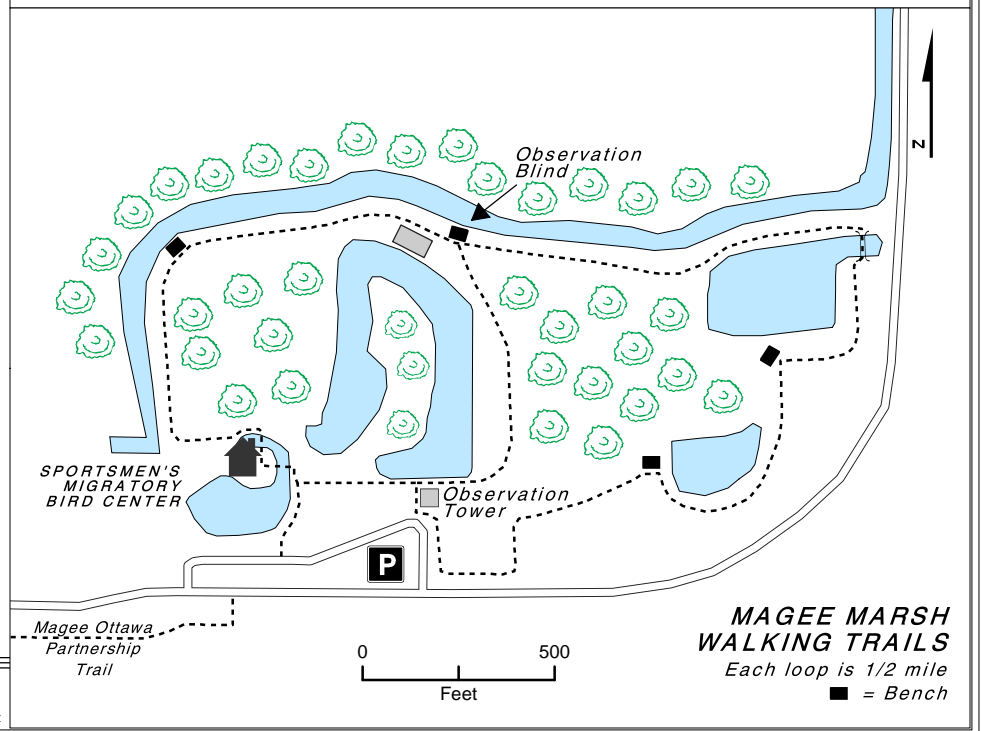 Observation
Blind
N
SPORTSMEN'S
MIGRATORY
BIRD CENTER
Observation
Tower
P
Magee Ottawa
Partnership
Trail
0 500
Feet
MAGEE MARSH
WALKING TRAILS
Each loop is 1/2 mile
= Bench